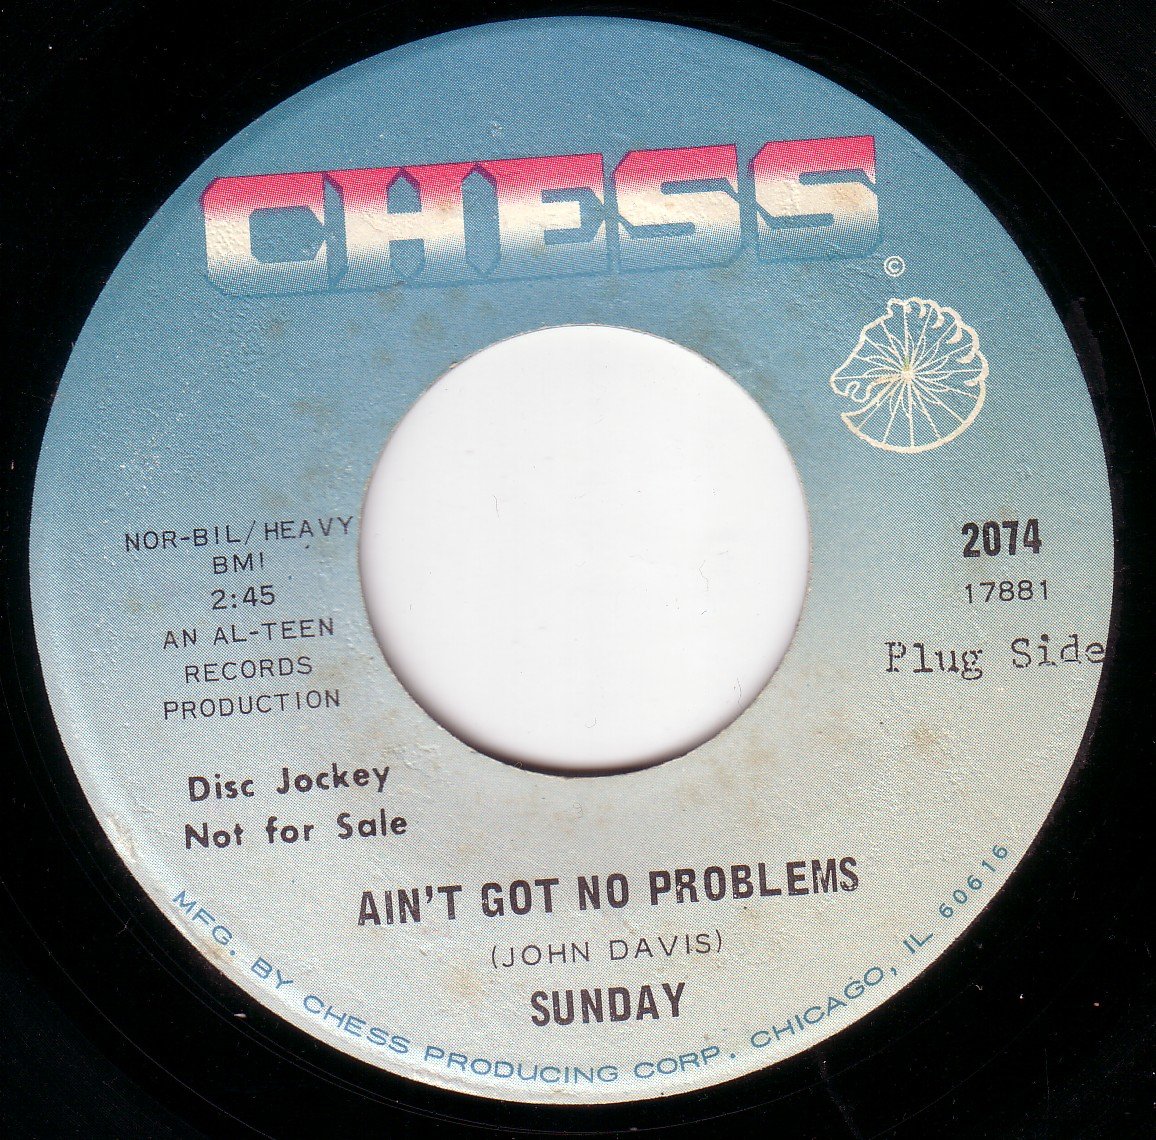 CHESS
©
NOR-BIL/HEAVY
BMI
2:45
AN AL-TEEN
RECORDS
PRODUCTION
2074
17881
Plug Side
Disc Jockey
Not for Sale
AIN'T GOT NO PROBLEMS
(JOHN DAVIS)
SUNDAY
MFG. BY CHESS PRODUCING CORP. CHICAGO, IL 60616